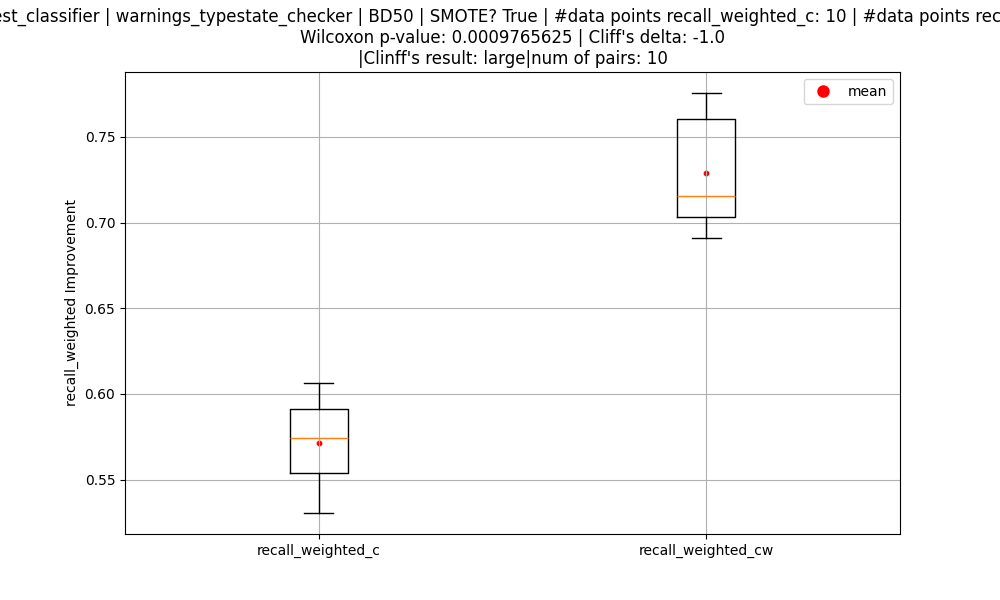 est_classifier | warnings_typestate_checker | BD50 | SMOTE? True | #data points recall_weighted_c: 10 | #data points rec
Wilcoxon p-value: 0.0009765625 | Cliff's delta: -1.0
|Clinff's result: large|num of pairs: 10
mean
recall_weighted Improvement
0.75
0.70
0.65
0.60
0.55
recall_weighted_c
recall_weighted_cw